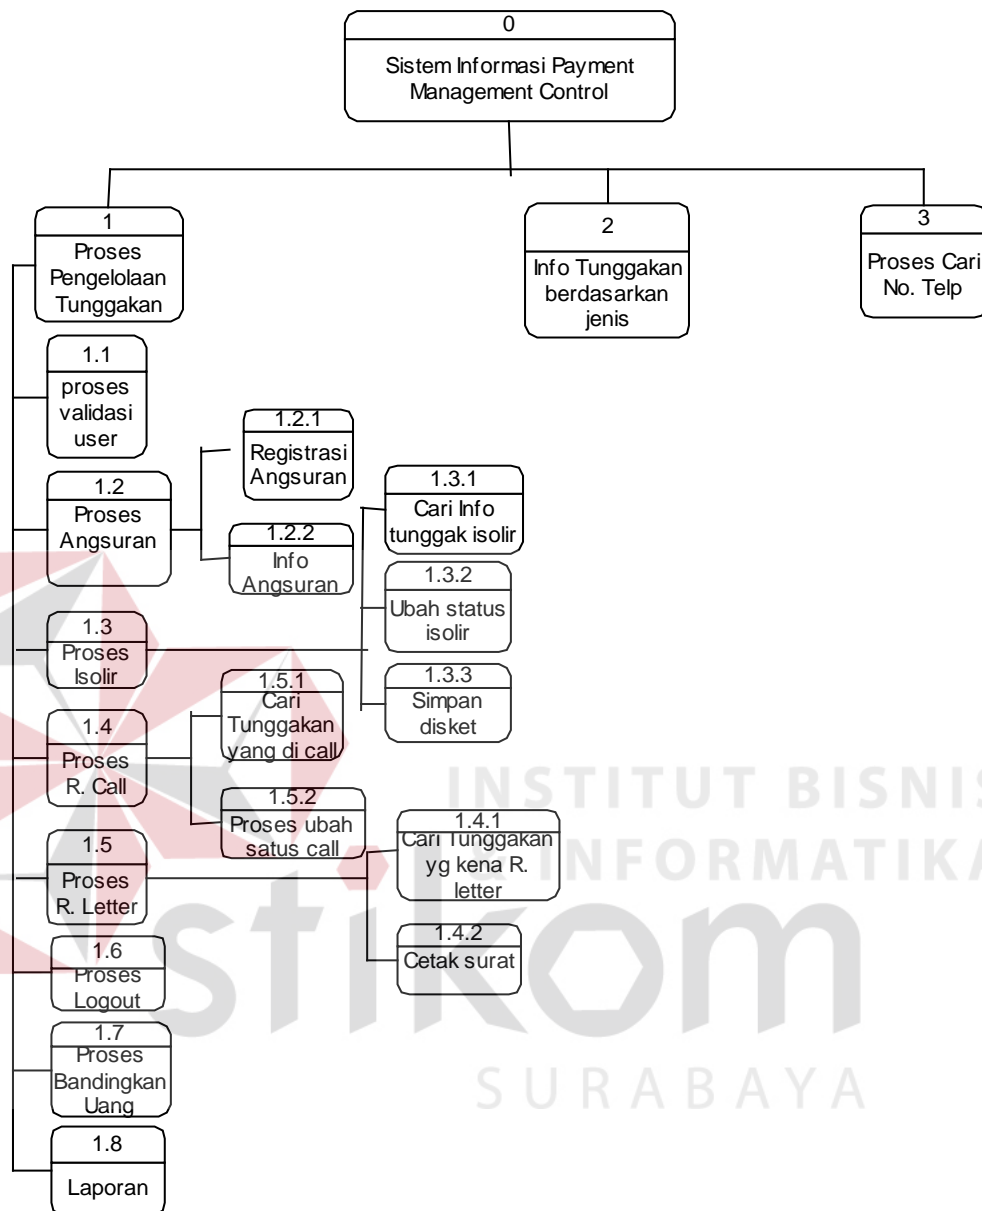 0
Sistem Informasi Payment
Management Control
1
Proses
Pengelolaan
Tunggakan
2
Info Tunggakan
berdasarkan
jenis
3
Proses Cari
No. Telp
1.1
proses
validasi
user
1.2
Proses
Angsuran
1.2.1
Registrasi
Angsuran
1.2.2
Info
Angsuran
1.3
Proses
Isolir
1.3.1
Cari Info
tunggak isolir
1.3.2
Ubah status
isolir
1.3.3
Simpan
disket
1.4
Proses
R. Call
1.5.1
Cari
Tunggakan
yang di call
1.5.2
Proses ubah
satus call
1.5
Proses
R. Letter
1.4.1
Cari Tunggakan
yg kena R.
letter
1.4.2
Cetak surat
1.6
Proses
Logout
1.7
Proses
Bandingkan
Uang
1.8
Laporan
INSTITUT BISNIS
& INFORMATIKA
stikom
SURABAYA